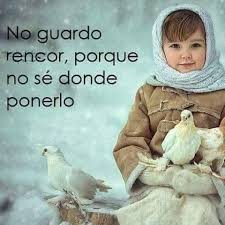 No guardo
rencor, porque
no sé donde
ponerlo